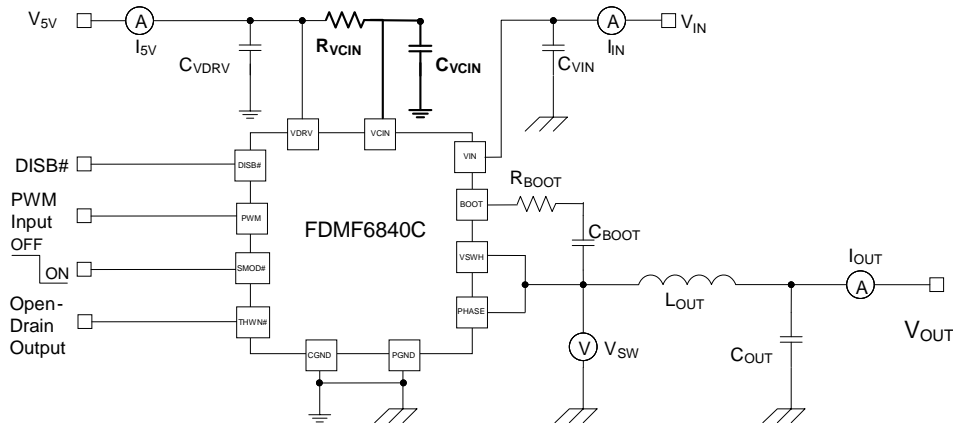 V5V
A
I5V
RVCIN
CVDRV
CVCIN
A
IIN
VIN
CVIN
VDRV
VCIN
VIN
DISB#
DISB#
RBOOT
PWM
Input
PWM
BOOT
FDMF6840C
CBOOT
OFF
ON
SMOD#
VSWH
IOUT
A
LOUT
Open-
Drain
Output
THWN#
PHASE
VOUT
V
VSW
COUT
CGND
PGND